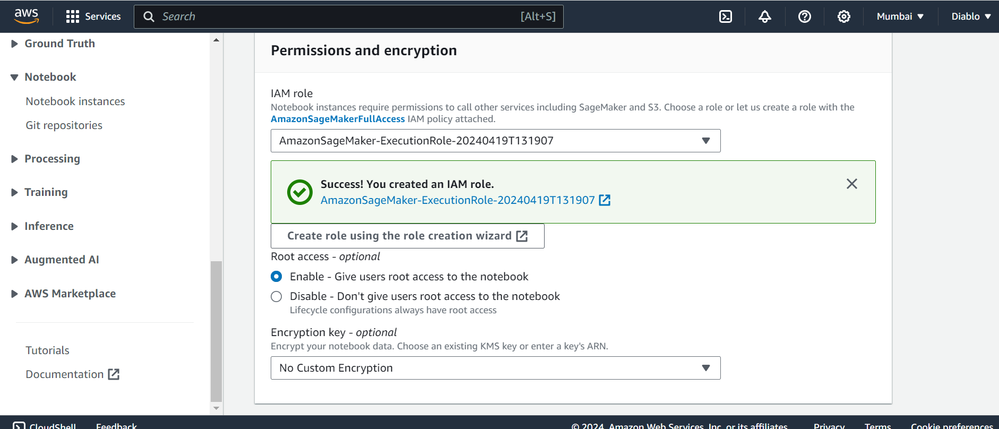 aws
Services
Search
[Alt+S]
Mumbai
Diablo
Ground Truth
Notebook
Notebook instances
Git repositories
Processing
Training
Inference
Augmented AI
AWS Marketplace
Tutorials
Documentation
Permissions and encryption
IAM role
Notebook instances require permissions to call other services including SageMaker and S3. Choose a role or let us create a role with the
AmazonSageMakerFullAccess IAM policy attached.
AmazonSageMaker-ExecutionRole-20240419T131907
Success! You created an IAM role.
AmazonSageMaker-ExecutionRole-20240419T131907
Create role using the role creation wizard
Root access - optional
Enable - Give users root access to the notebook
Disable - Don't give users root access to the notebook
Lifecycle configurations always have root access
Encryption key - optional
Encrypt your notebook data. Choose an existing KMS key or enter a key's ARN.
No Custom Encryption
CloudShell
Feedback
© 2024, Amazon Web Services, Inc. or its affiliates.
Privacy
Terms
Cookie preferences